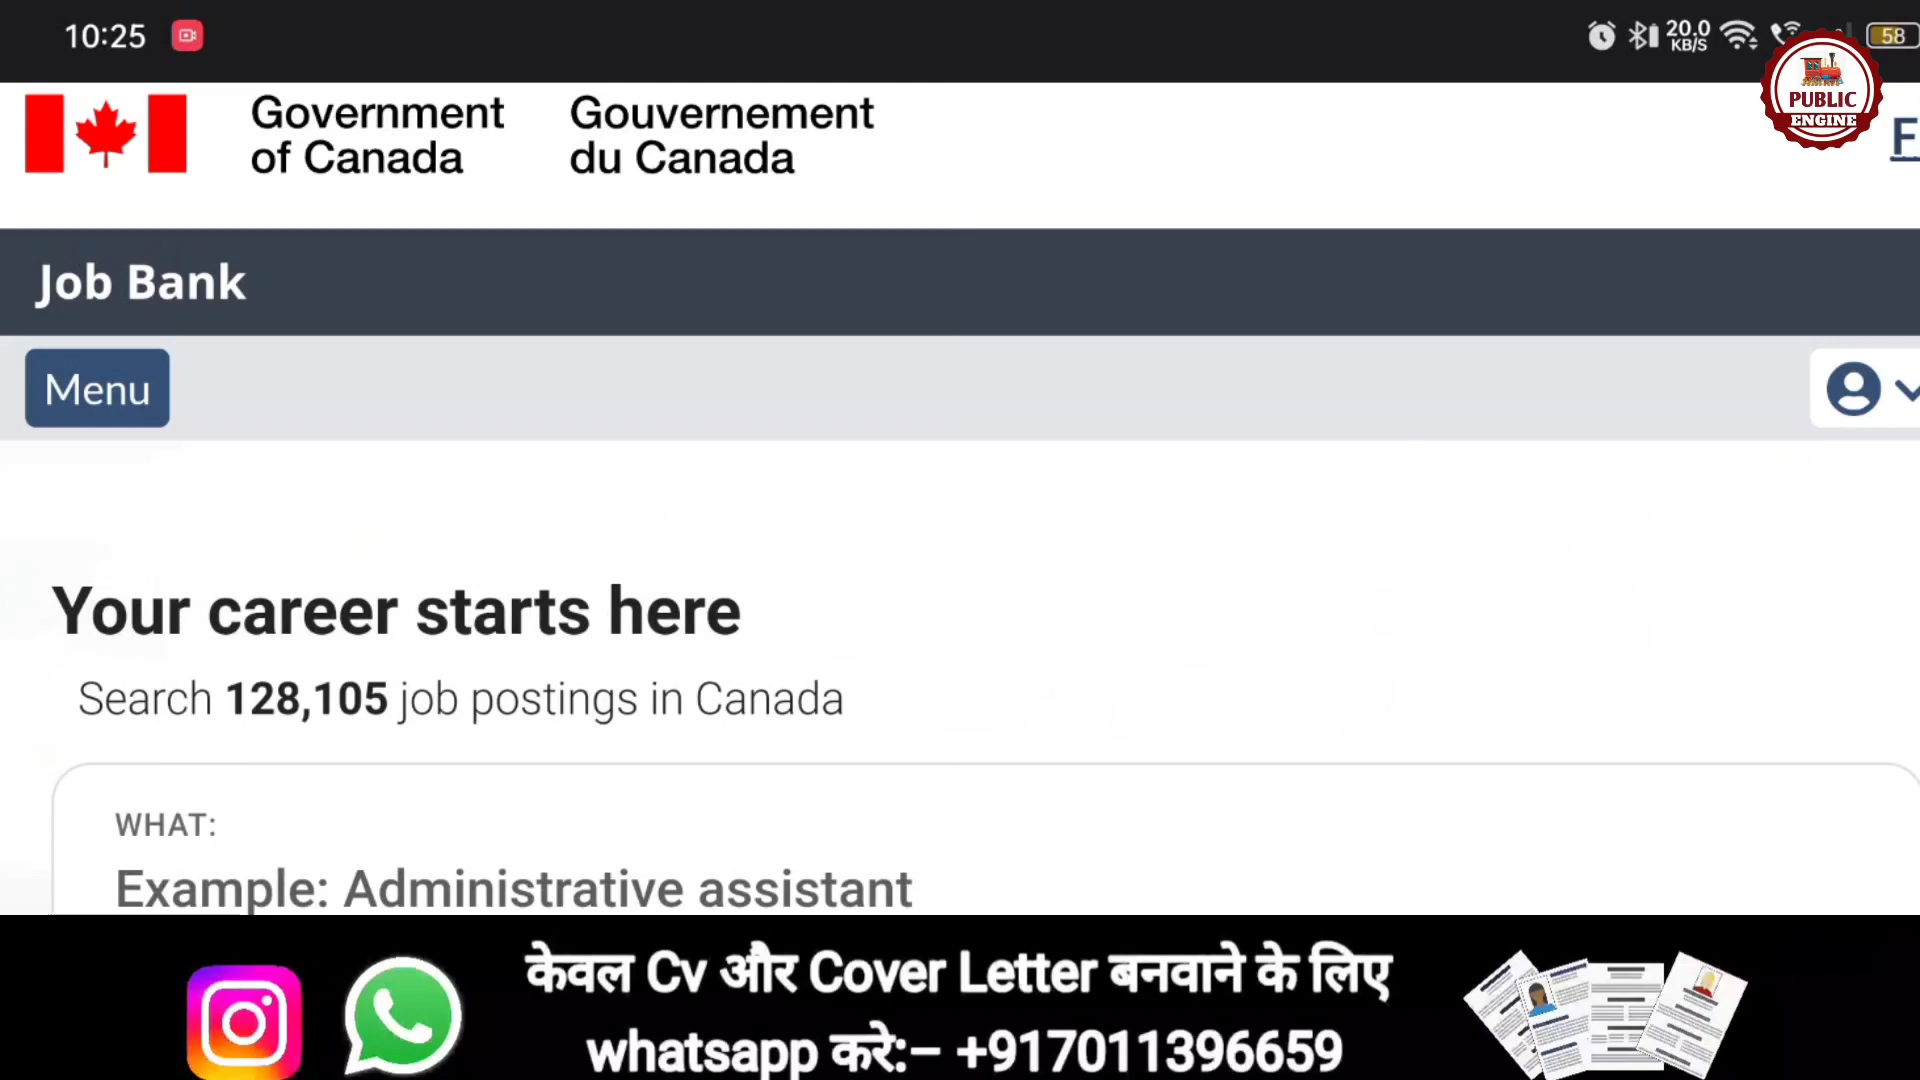 10:25
20.0
KB/S
58
PUBLIC
ENGINE
Government
of Canada
Gouvernement
du Canada
F
Job Bank
Menu
Your career starts here
Search 128,105 job postings in Canada
WHAT:
Example: Administrative assistant
केवल Cv और Cover Letter बनवाने के लिए
whatsapp करे:– +917011396659